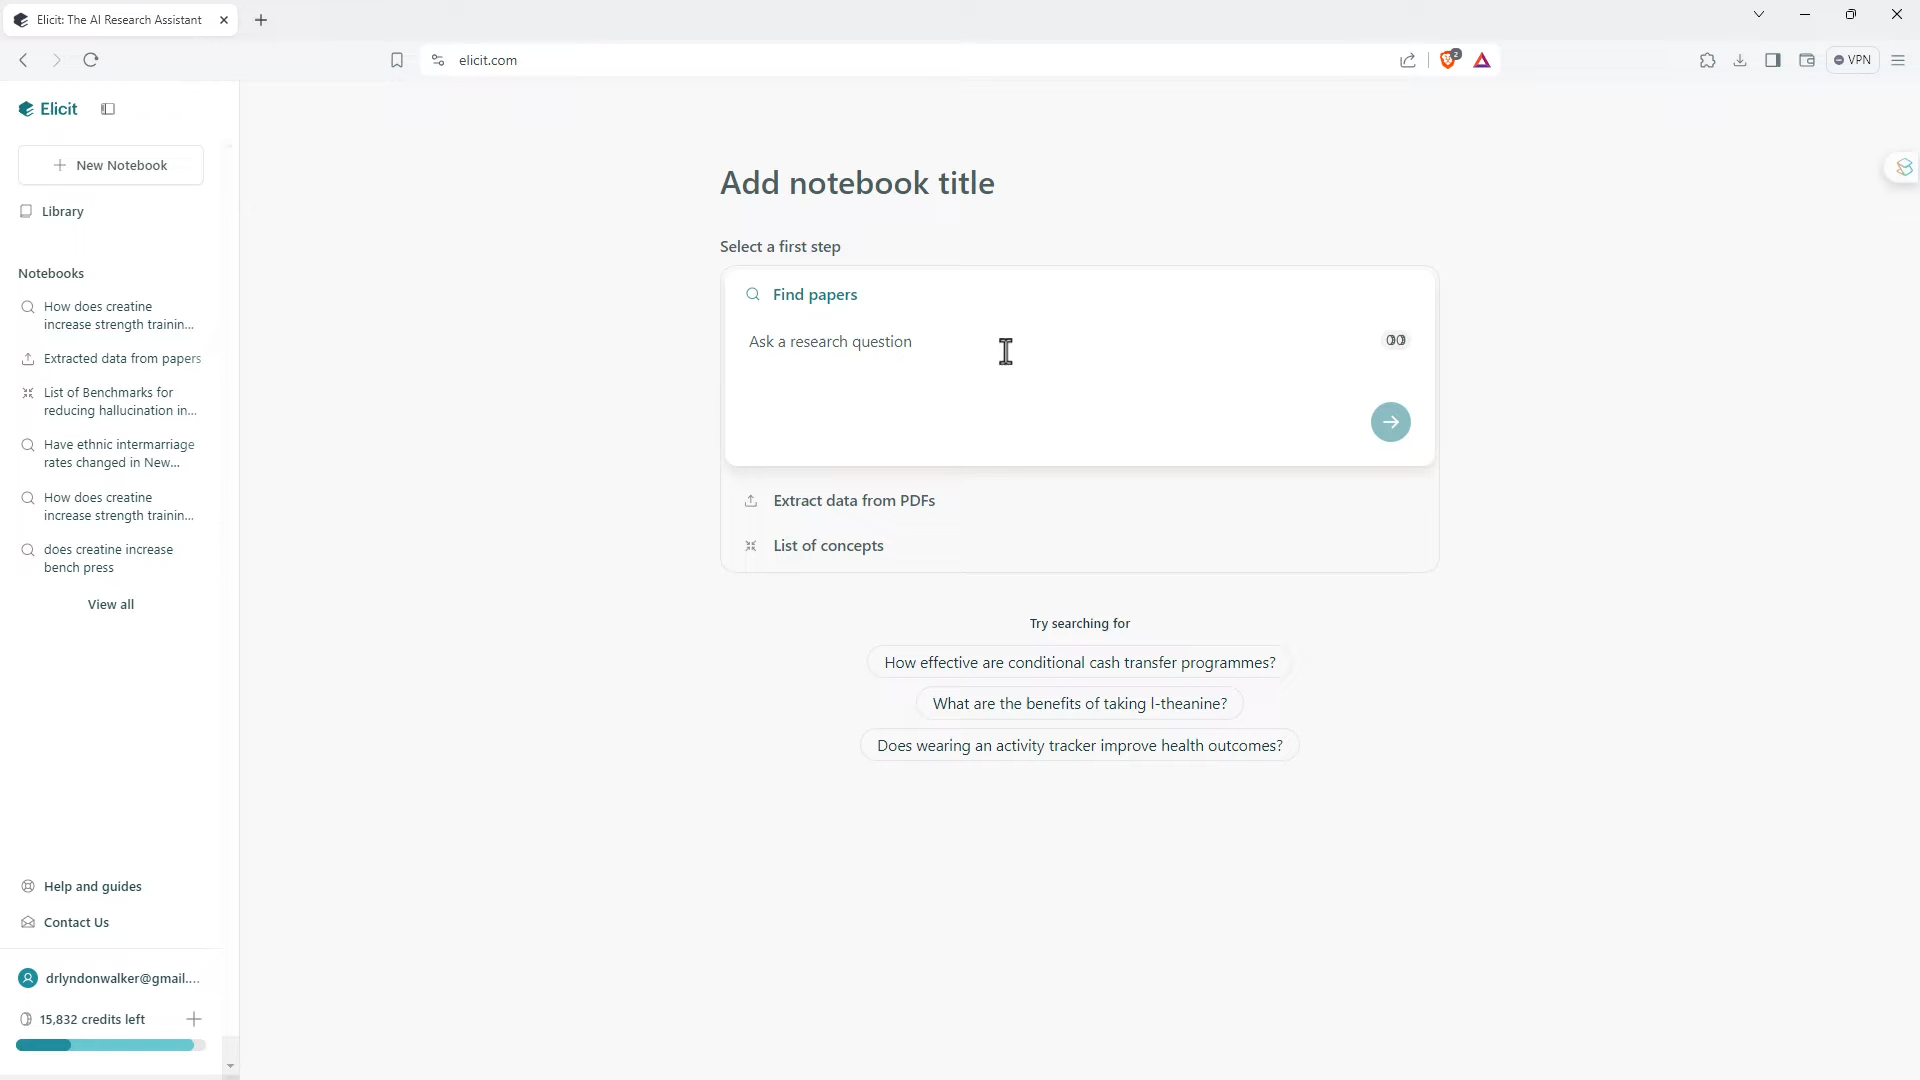 Elicit: The AI Research Assistant
elicit.com
2
VPN
Elicit
New Notebook
Library
Notebooks
How does creatine
increase strength trainin...
Extracted data from papers
List of Benchmarks for
reducing hallucination in...
Have ethnic intermarriage
rates changed in New...
How does creatine
increase strength trainin...
does creatine increase
bench press
View all
Help and guides
Contact Us
drlyndonwalker@gmail....
15,832 credits left
Add notebook title
Select a first step
Find papers
Ask a research question
Extract data from PDFs
List of concepts
Try searching for
How effective are conditional cash transfer programmes?
What are the benefits of taking l-theanine?
Does wearing an activity tracker improve health outcomes?